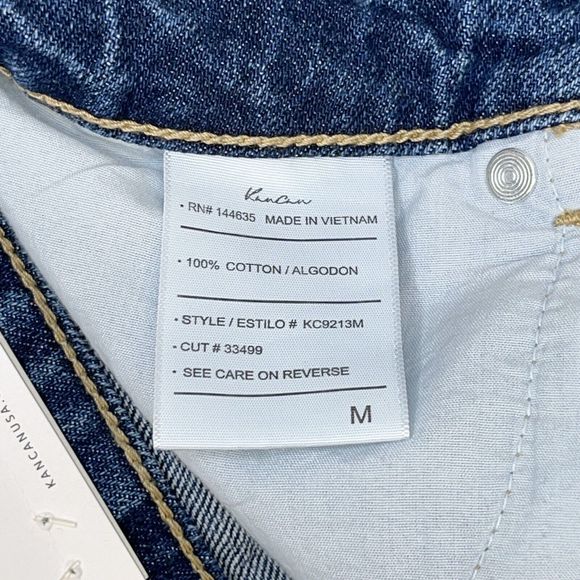 KanCan
• RN# 144635 MADE IN VIETNAM
• 100% COTTON / ALGODON
• STYLE / ESTILO # KC9213M
• CUT # 33499
• SEE CARE ON REVERSE
M
KANCANUSA.